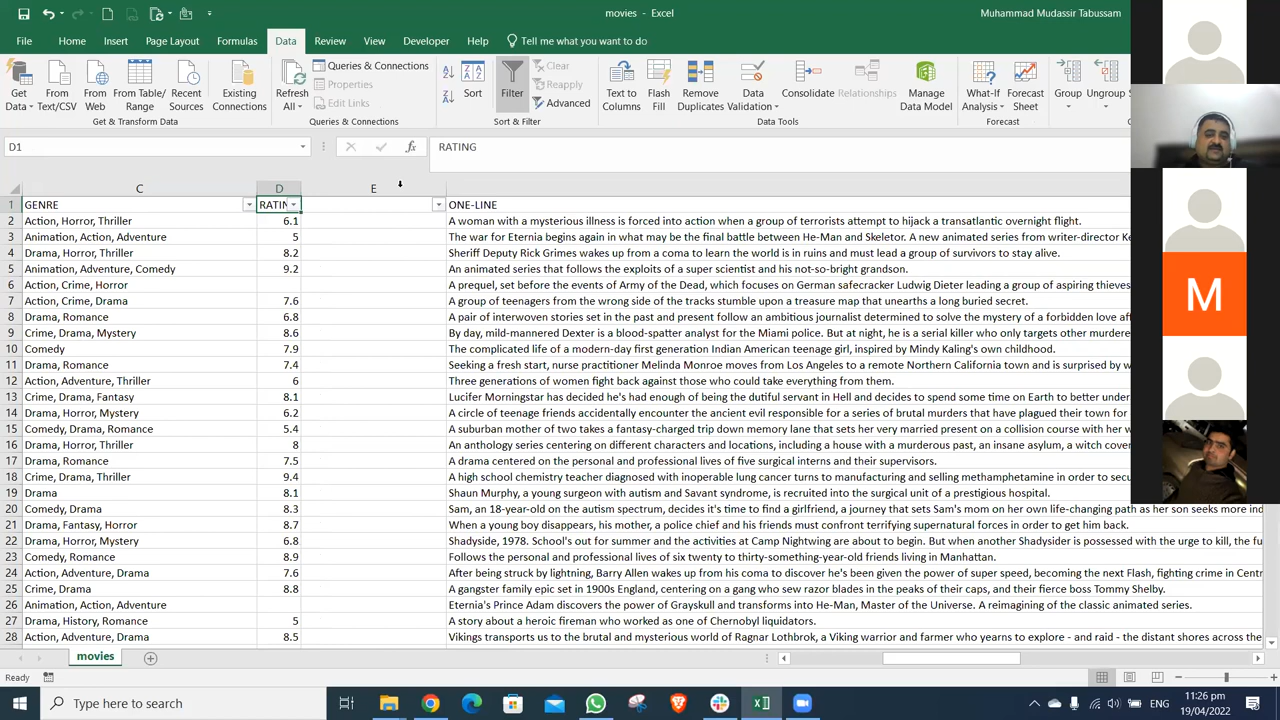 movies - Excel
Muhammad Mudassir Tabussam
File Home Insert Page Layout Formulas Data Review View Developer Help Tell me what you want to do
Get Data
From Text/CSV
From Web
From Table/ Range
Recent Sources
Existing Connections
Refresh All
Queries & Connections
Properties
Edit Links
Sort
Filter
Clear
Reapply
Advanced
Text to Columns
Flash Fill
Remove Duplicates
Data Validation
Consolidate
Relationships
Manage Data Model
What-If Analysis
Forecast Sheet
Group
Ungroup
Get & Transform Data
Queries & Connections
Sort & Filter
Data Tools
Forecast
D1
fx
RATING
C D E
1 GENRE RATIN ONE-LINE
2 Action, Horror, Thriller 6.1 A woman with a mysterious illness is forced into action when a group of terrorists attempt to hijack a transatlantic overnight flight.
3 Animation, Action, Adventure 5 The war for Eternia begins again in what may be the final battle between He-Man and Skeletor. A new animated series from writer-director Ke
4 Drama, Horror, Thriller 8.2 Sheriff Deputy Rick Grimes wakes up from a coma to learn the world is in ruins and must lead a group of survivors to stay alive.
5 Animation, Adventure, Comedy 9.2 An animated series that follows the exploits of a super scientist and his not-so-bright grandson.
6 Action, Crime, Horror A prequel, set before the events of Army of the Dead, which focuses on German safecracker Ludwig Dieter leading a group of aspiring thieves
7 Action, Crime, Drama 7.6 A group of teenagers from the wrong side of the tracks stumble upon a treasure map that unearths a long buried secret.
8 Drama, Romance 6.8 A pair of interwoven stories set in the past and present follow an ambitious journalist determined to solve the mystery of a forbidden love af
9 Crime, Drama, Mystery 8.6 By day, mild-mannered Dexter is a blood-spatter analyst for the Miami police. But at night, he is a serial killer who only targets other murdere
10 Comedy 7.9 The complicated life of a modern-day first generation Indian American teenage girl, inspired by Mindy Kaling's own childhood.
11 Drama, Romance 7.4 Seeking a fresh start, nurse practitioner Melinda Monroe moves from Los Angeles to a remote Northern California town and is surprised by w
12 Action, Adventure, Thriller 6 Three generations of women fight back against those who could take everything from them.
13 Crime, Drama, Fantasy 8.1 Lucifer Morningstar has decided he's had enough of being the dutiful servant in Hell and decides to spend some time on Earth to better under
14 Drama, Horror, Mystery 6.2 A circle of teenage friends accidentally encounter the ancient evil responsible for a series of brutal murders that have plagued their town for
15 Comedy, Drama, Romance 5.4 A suburban mother of two takes a fantasy-charged trip down memory lane that sets her very married present on a collision course with her w
16 Drama, Horror, Thriller 8 An anthology series centering on different characters and locations, including a house with a murderous past, an insane asylum, a witch cover
17 Drama, Romance 7.5 A drama centered on the personal and professional lives of five surgical interns and their supervisors.
18 Crime, Drama, Thriller 9.4 A high school chemistry teacher diagnosed with inoperable lung cancer turns to manufacturing and selling methamphetamine in order to secu
19 Drama 8.1 Shaun Murphy, a young surgeon with autism and Savant syndrome, is recruited into the surgical unit of a prestigious hospital.
20 Comedy, Drama 8.3 Sam, an 18-year-old on the autism spectrum, decides it's time to find a girlfriend, a journey that sets Sam's mom on her own life-changing path as her son seeks more ind
21 Drama, Fantasy, Horror 8.7 When a young boy disappears, his mother, a police chief and his friends must confront terrifying supernatural forces in order to get him back.
22 Drama, Horror, Mystery 6.8 Shadyside, 1978. School's out for summer and the activities at Camp Nightwing are about to begin. But when another Shadysider is possessed with the urge to kill, the fu
23 Comedy, Romance 8.9 Follows the personal and professional lives of six twenty to thirty-something-year-old friends living in Manhattan.
24 Action, Adventure, Drama 7.6 After being struck by lightning, Barry Allen wakes up from his coma to discover he's been given the power of super speed, becoming the next Flash, fighting crime in Centr
25 Crime, Drama 8.8 A gangster family epic set in 1900s England, centering on a gang who sew razor blades in the peaks of their caps, and their fierce boss Tommy Shelby.
26 Animation, Action, Adventure Eternia's Prince Adam discovers the power of Grayskull and transforms into He-Man, Master of the Universe. A reimagining of the classic animated series.
27 Drama, History, Romance 5 A story about a heroic fireman who worked as one of Chernobyl liquidators.
28 Action, Adventure, Drama 8.5 Vikings transports us to the brutal and mysterious world of Ragnar Lothbrok, a Viking warrior and farmer who yearns to explore - and raid - the distant shores across the
M
movies
Ready
Type here to search
ENG
11:26 pm
19/04/2022